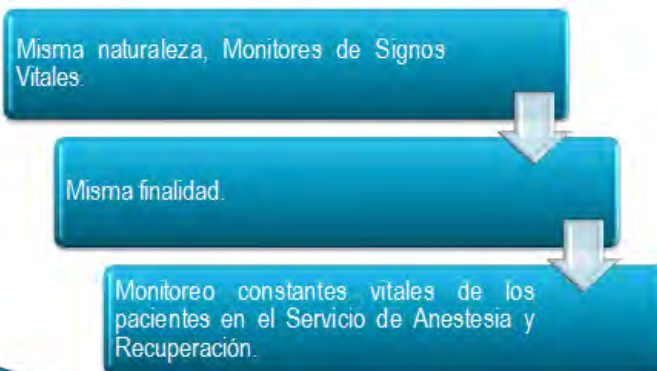 Misma naturaleza, Monitores de Signos
Vitales.
Misma finalidad.
Monitoreo constantes vitales de los
pacientes en el Servicio de Anestesia y
Recuperación.